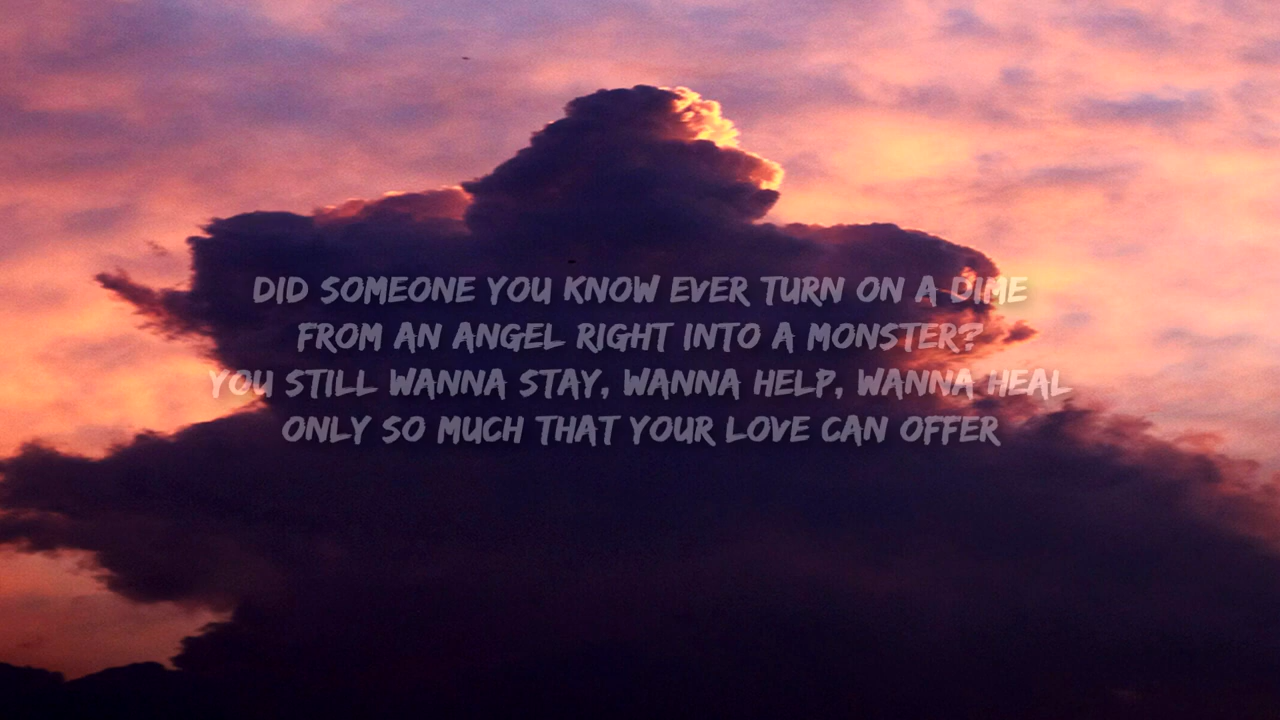 DID SOMEONE YOU KNOW EVER TURN ON A DIME
FROM AN ANGEL RIGHT INTO A MONSTER?
YOU STILL WANNA STAY, WANNA HELP, WANNA HEAL
ONLY SO MUCH THAT YOUR LOVE CAN OFFER